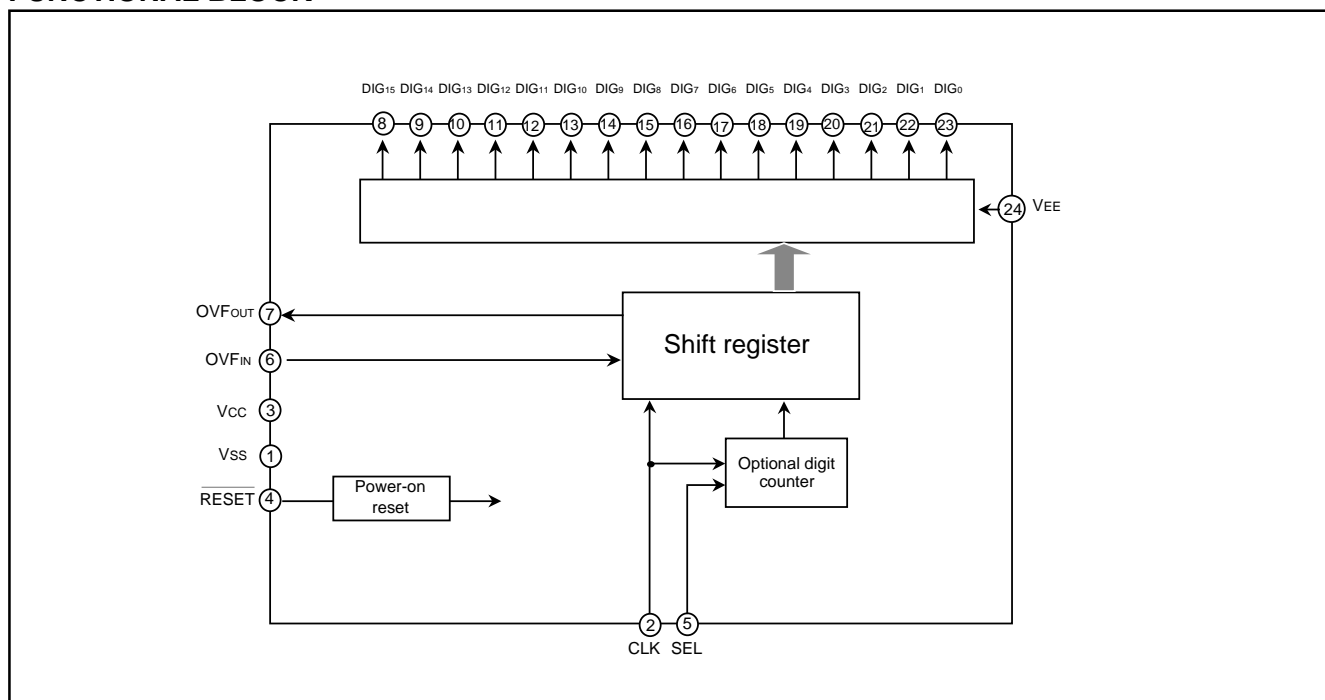 DIG15 DIG14 DIG13 DIG12 DIG11 DIG10 DIG9 DIG8 DIG7 DIG6 DIG5 DIG4 DIG3 DIG2 DIG1 DIG0
8 9 10 11 12 13 14 15 16 17 18 19 20 21 22 23
24 VEE
OVFOUT 7
Shift register
OVFIN 6
VCC 3
VSS 1
Optional digit
counter
RESET 4
Power-on
reset
2 5
CLK SEL